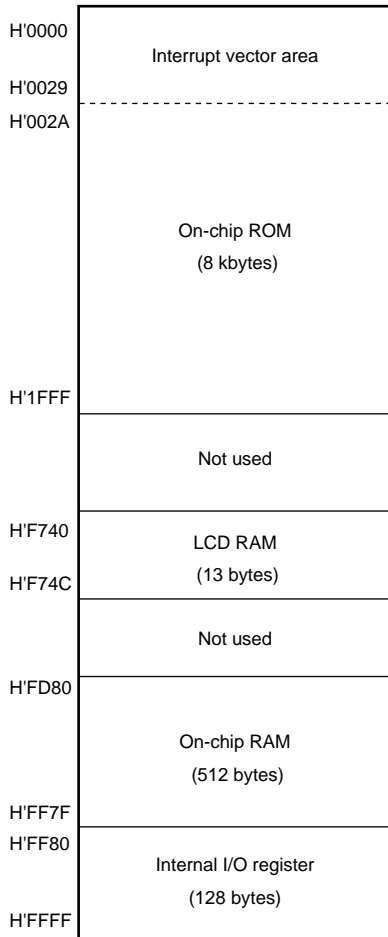 H'0000
Interrupt vector area
H'0029
H'002A
On-chip ROM
(8 kbytes)
H'1FFF
Not used
H'F740
LCD RAM
(13 bytes)
H'F74C
Not used
H'FD80
On-chip RAM
(512 bytes)
H'FF7F
H'FF80
Internal I/O register
(128 bytes)
H'FFFF